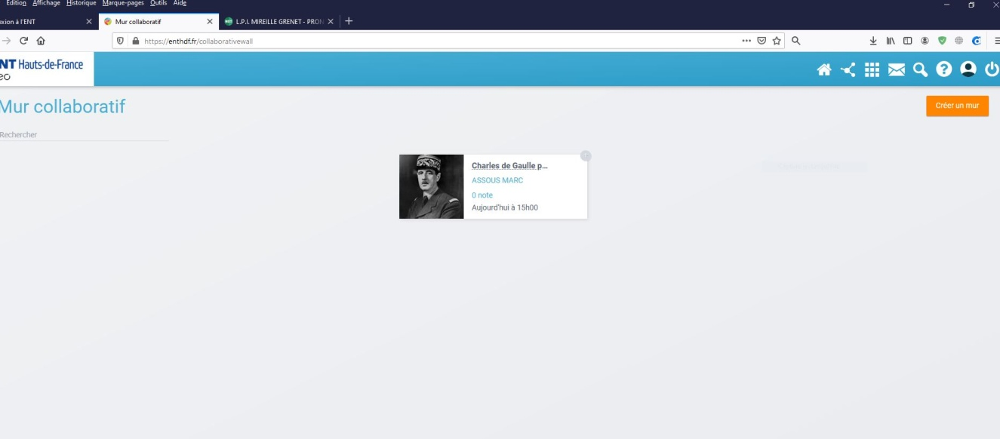 Edition Affichage Historique Marque-pages Outils Aide
exion à l'ENT
Mur collaboratif
L.P.I. MIREILLE GRENET - PRON
https://enthdf.fr/collaborativewall
NT Hauts-de-France
eo
Mur collaboratif
Créer un mur
Rechercher
Charles de Gaulle p...
ASSOUS MARC
0 note
Aujourd'hui à 15h00